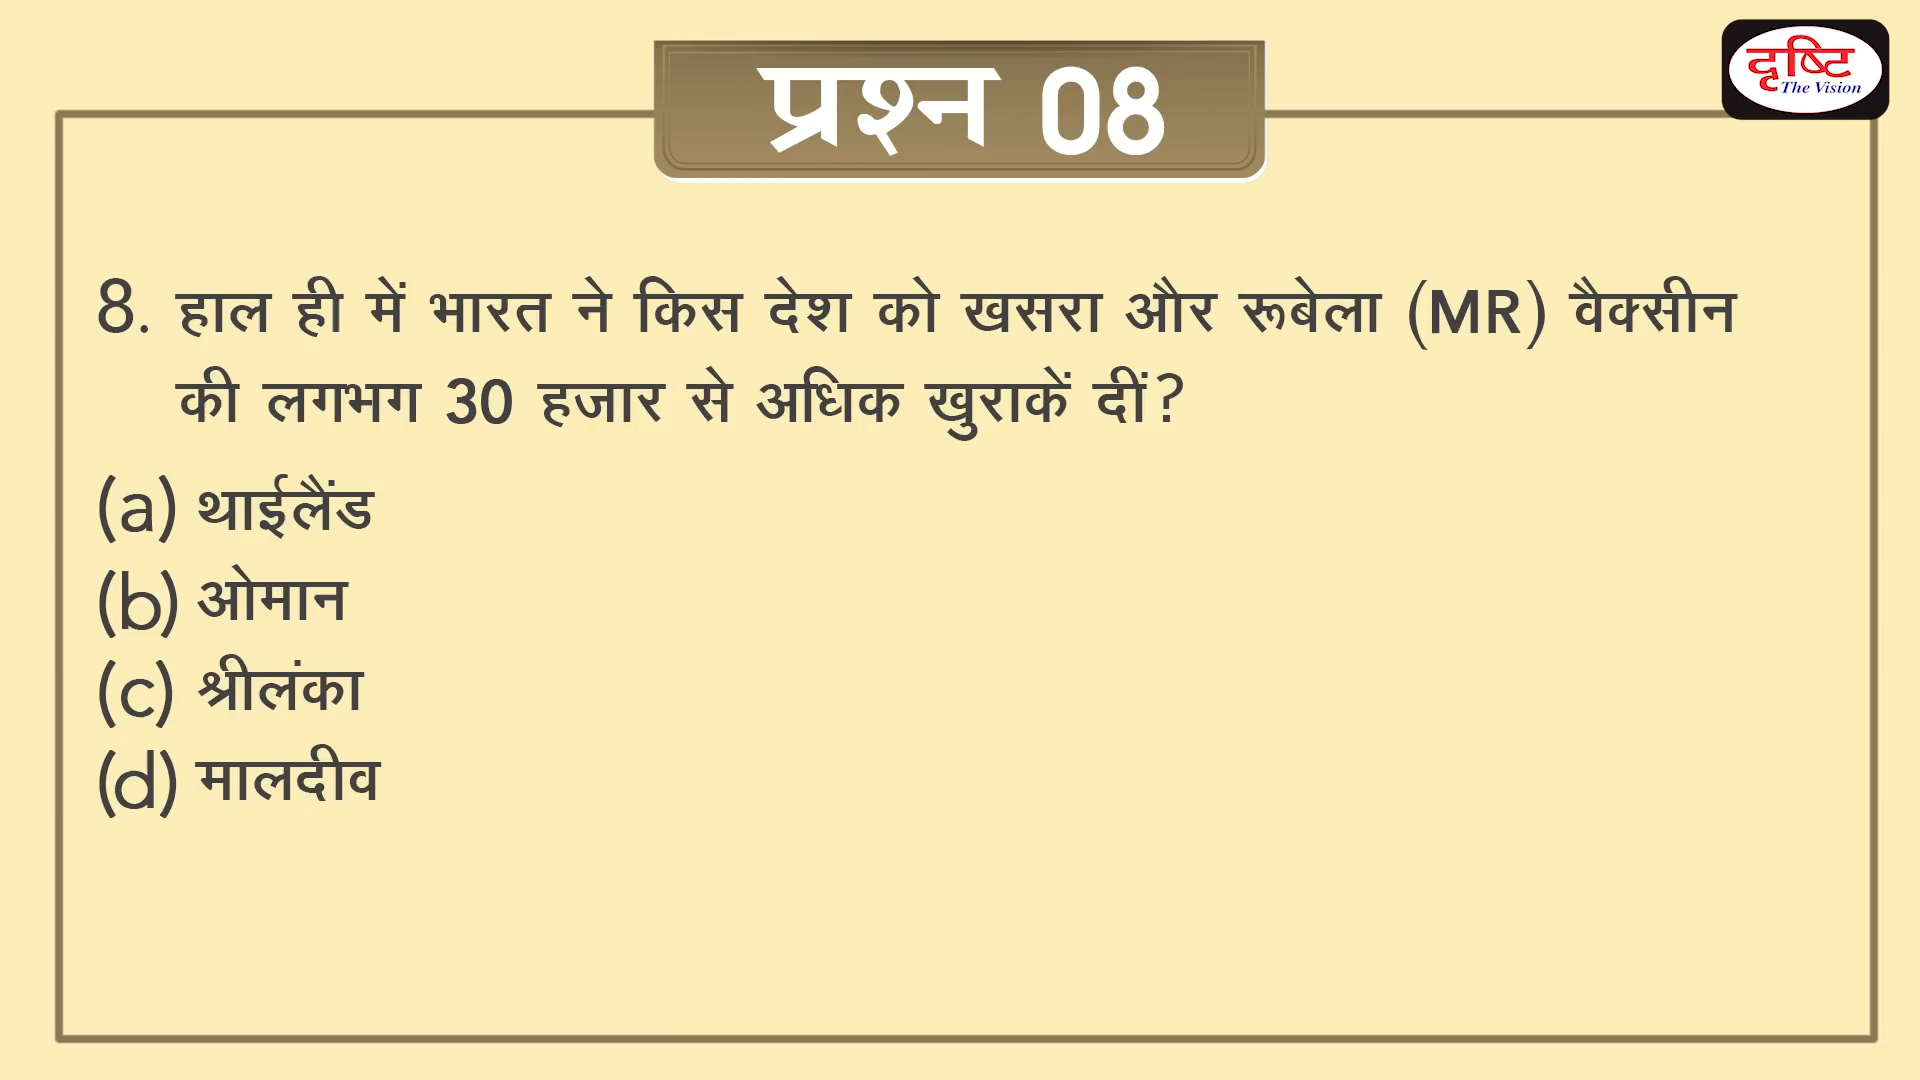 दृष्टि
The Vision
प्रश्न 08
8. हाल ही में भारत ने किस देश को खसरा और रूबेला (MR) वैक्सीन
की लगभग 30 हजार से अधिक खुराकें दीं?
(a) थाईलैंड
(b) ओमान
(c) श्रीलंका
(d) मालदीव